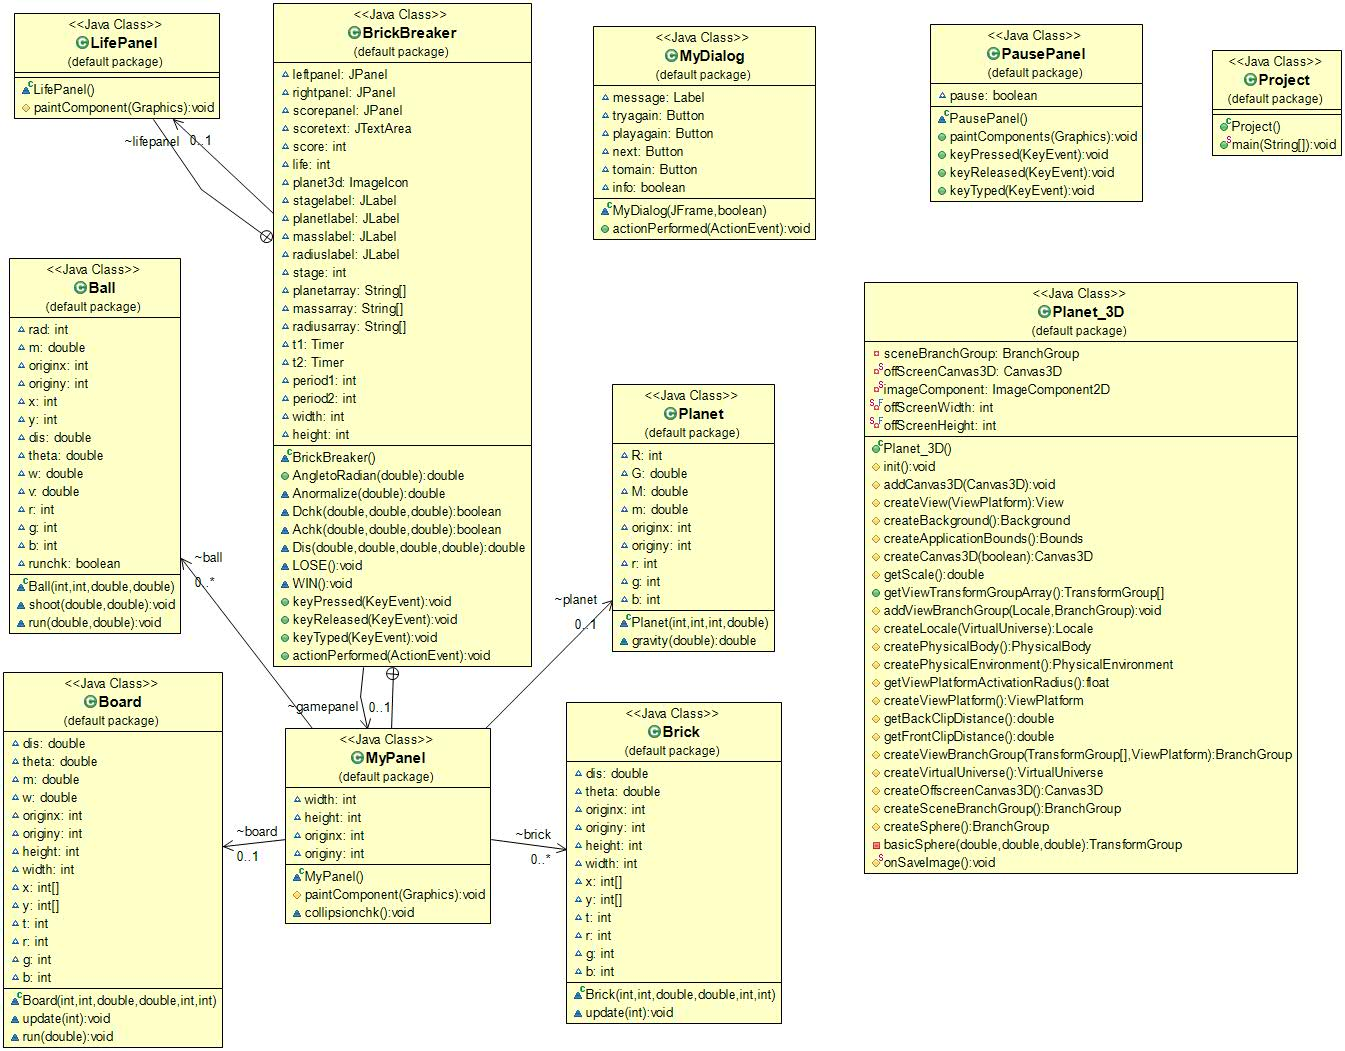 <<Java Class>>
LifePanel
(default package)
LifePanel()
paintComponent(Graphics):void
~lifepanel 0..1
<<Java Class>>
BrickBreaker
(default package)
leftpanel: JPanel
rightpanel: JPanel
scorepanel: JPanel
scoretext: JTextArea
score: int
life: int
planet3d: ImageIcon
stagelabel: JLabel
planetlabel: JLabel
masslabel: JLabel
radiuslabel: JLabel
stage: int
planetarray: String[]
massarray: String[]
radiusarray: String[]
t1: Timer
t2: Timer
period1: int
period2: int
width: int
height: int
BrickBreaker()
AngletoRadian(double):double
Anormalize(double):double
Dchk(double,double,double):boolean
Achk(double,double,double):boolean
Dis(double,double,double,double):double
LOSE():void
WIN():void
keyPressed(KeyEvent):void
keyReleased(KeyEvent):void
keyTyped(KeyEvent):void
actionPerformed(ActionEvent):void
<<Java Class>>
MyDialog
(default package)
message: Label
tryagain: Button
playagain: Button
next: Button
tomain: Button
info: boolean
MyDialog(JFrame,boolean)
actionPerformed(ActionEvent):void
<<Java Class>>
PausePanel
(default package)
pause: boolean
PausePanel()
paintComponents(Graphics):void
keyPressed(KeyEvent):void
keyReleased(KeyEvent):void
keyTyped(KeyEvent):void
<<Java Class>>
Project
(default package)
Project()
main(String[]):void
<<Java Class>>
Ball
(default package)
rad: int
m: double
originx: int
originy: int
x: int
y: int
dis: double
theta: double
w: double
v: double
r: int
g: int
b: int
runchk: boolean
Ball(int,int,double,double)
shoot(double,double):void
run(double,double):void
~ball
0..*
<<Java Class>>
Planet_3D
(default package)
sceneBranchGroup: BranchGroup
offScreenCanvas3D: Canvas3D
imageComponent: ImageComponent2D
offScreenWidth: int
offScreenHeight: int
Planet_3D()
init():void
addCanvas3D(Canvas3D):void
createView(ViewPlatform):View
createBackground():Background
createApplicationBounds():Bounds
createCanvas3D(boolean):Canvas3D
getScale():double
getViewTransformGroupArray():TransformGroup[]
addViewBranchGroup(Locale,BranchGroup):void
createLocale(VirtualUniverse):Locale
createPhysicalBody():PhysicalBody
createPhysicalEnvironment():PhysicalEnvironment
getViewPlatformActivationRadius():float
createViewPlatform():ViewPlatform
getBackClipDistance():double
getFrontClipDistance():double
createViewBranchGroup(TransformGroup[],ViewPlatform):BranchGroup
createVirtualUniverse():VirtualUniverse
createOffscreenCanvas3D():Canvas3D
createSceneBranchGroup():BranchGroup
createSphere():BranchGroup
basicSphere(double,double,double):TransformGroup
onSaveImage():void
<<Java Class>>
Planet
(default package)
R: int
G: double
M: double
m: double
originx: int
originy: int
r: int
g: int
b: int
Planet(int,int,int,double)
gravity(double):double
~planet
0..1
<<Java Class>>
Board
(default package)
dis: double
theta: double
m: double
w: double
originx: int
originy: int
height: int
width: int
x: int[]
y: int[]
t: int
r: int
g: int
b: int
Board(int,int,double,double,int,int)
update(int):void
run(double):void
~board
0..1
~gamepanel 0..1
<<Java Class>>
MyPanel
(default package)
width: int
height: int
originx: int
originy: int
MyPanel()
paintComponent(Graphics):void
collipsionchk():void
~brick
0..*
<<Java Class>>
Brick
(default package)
dis: double
theta: double
originx: int
originy: int
height: int
width: int
x: int[]
y: int[]
t: int
r: int
g: int
b: int
Brick(int,int,double,double,int,int)
update(int):void